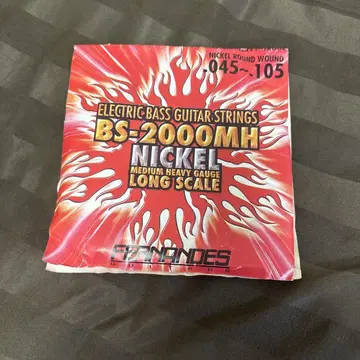 NICKEL ROUND WOUND
.045~.105
ELECTRIC BASS GUITAR STRINGS
BS-2000MH
NICKEL
MEDIUM HEAVY GAUGE
LONG SCALE
FERNANDES